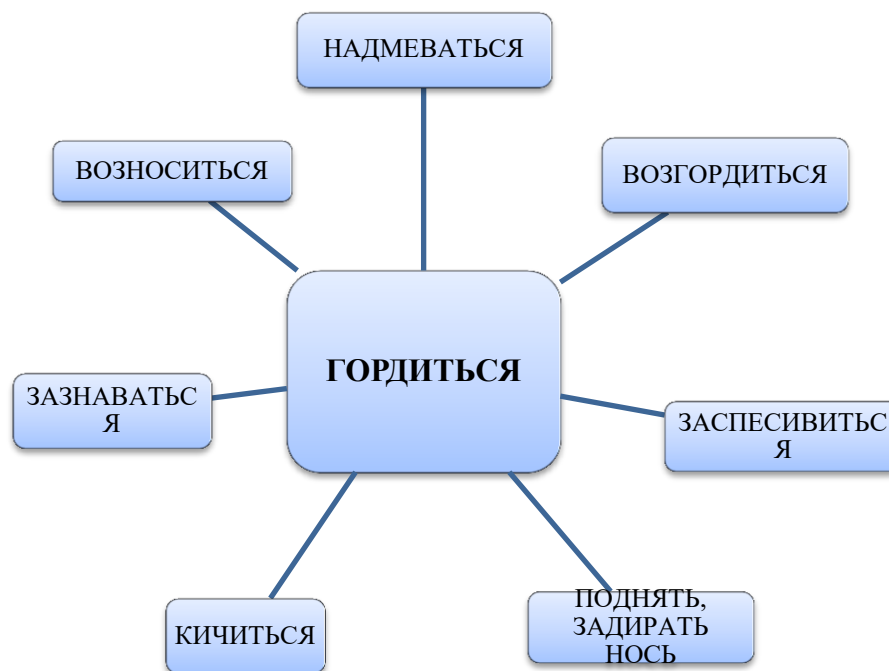 НАДМЕВАТЬСЯ
ВОЗНОСИТЬСЯ
ВОЗГОРДИТЬСЯ
ГОРДИТЬСЯ
ЗАЗНАВАТЬС
Я
ЗАСПЕСИВИТЬС
Я
КИЧИТЬСЯ
ПОДНЯТЬ,
ЗАДИРАТЬ
НОСЬ